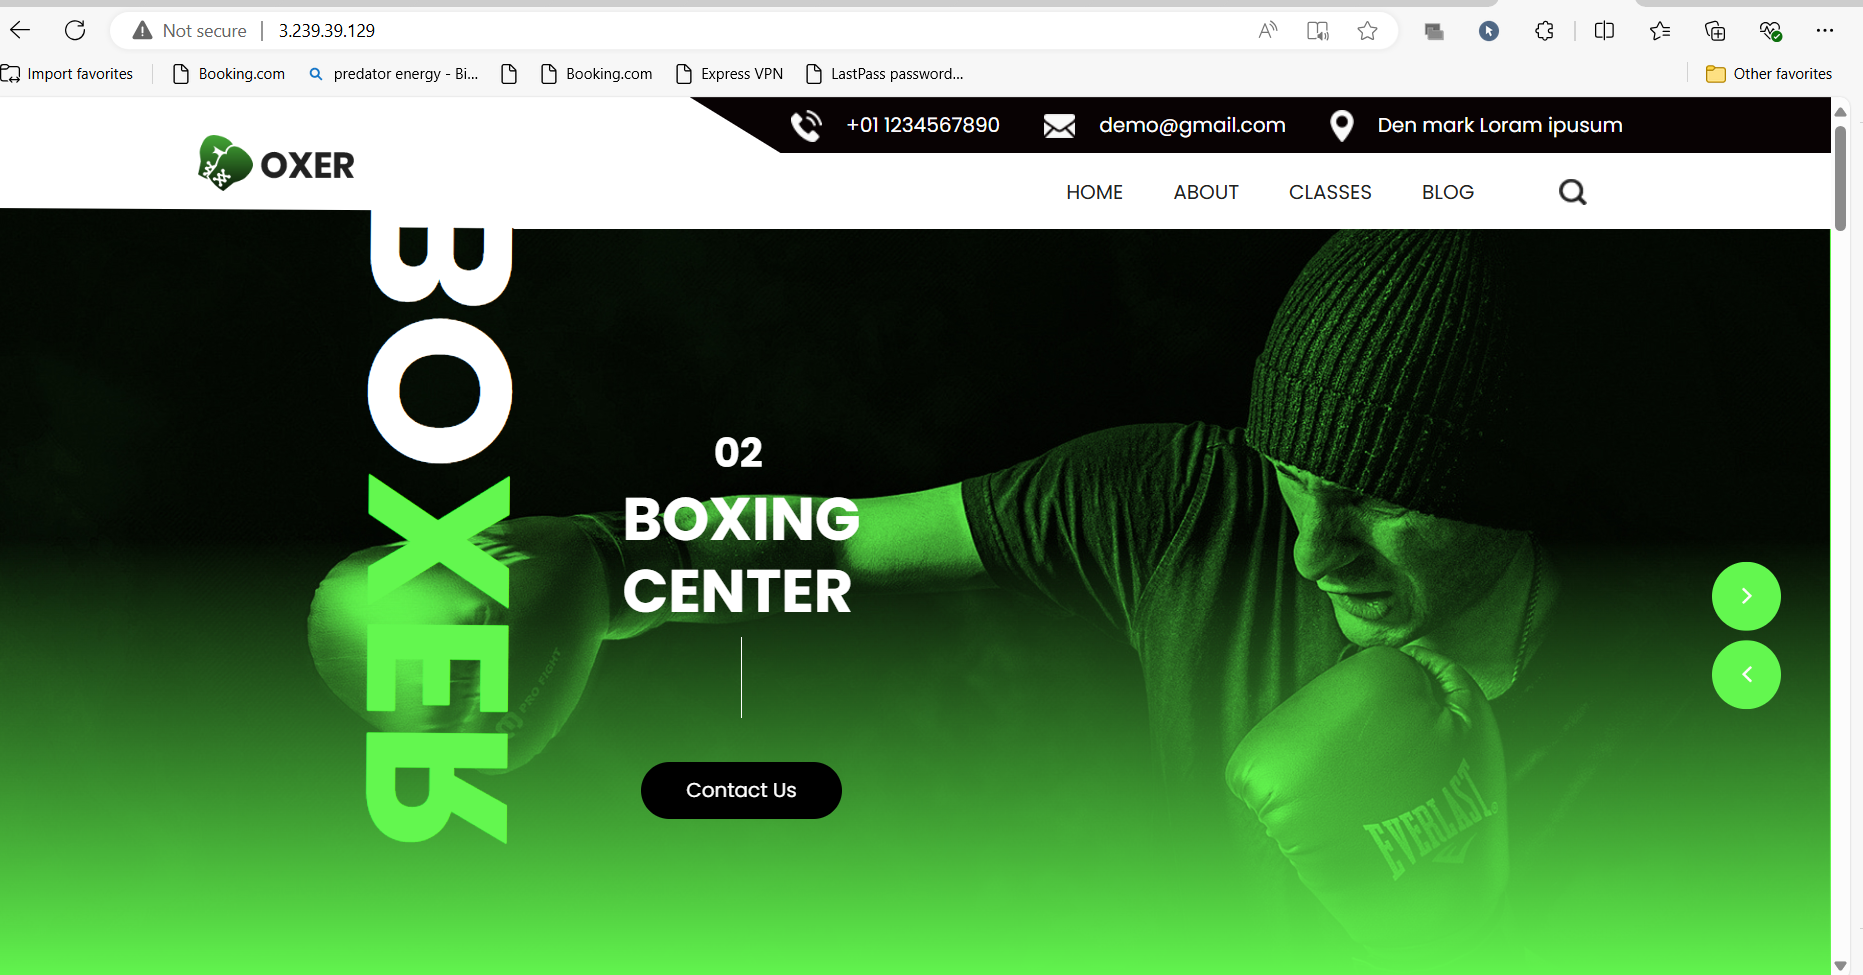 Not secure
3.239.39.129
Import favorites
Booking.com
predator energy - Bi...
Booking.com
Express VPN
LastPass password...
Other favorites
+01 1234567890
demo@gmail.com
Den mark Loram ipusum
OXER
HOME
ABOUT
CLASSES
BLOG
BOXER
02
BOXING
CENTER
Contact Us
PRO FIGHT
EVERLAST